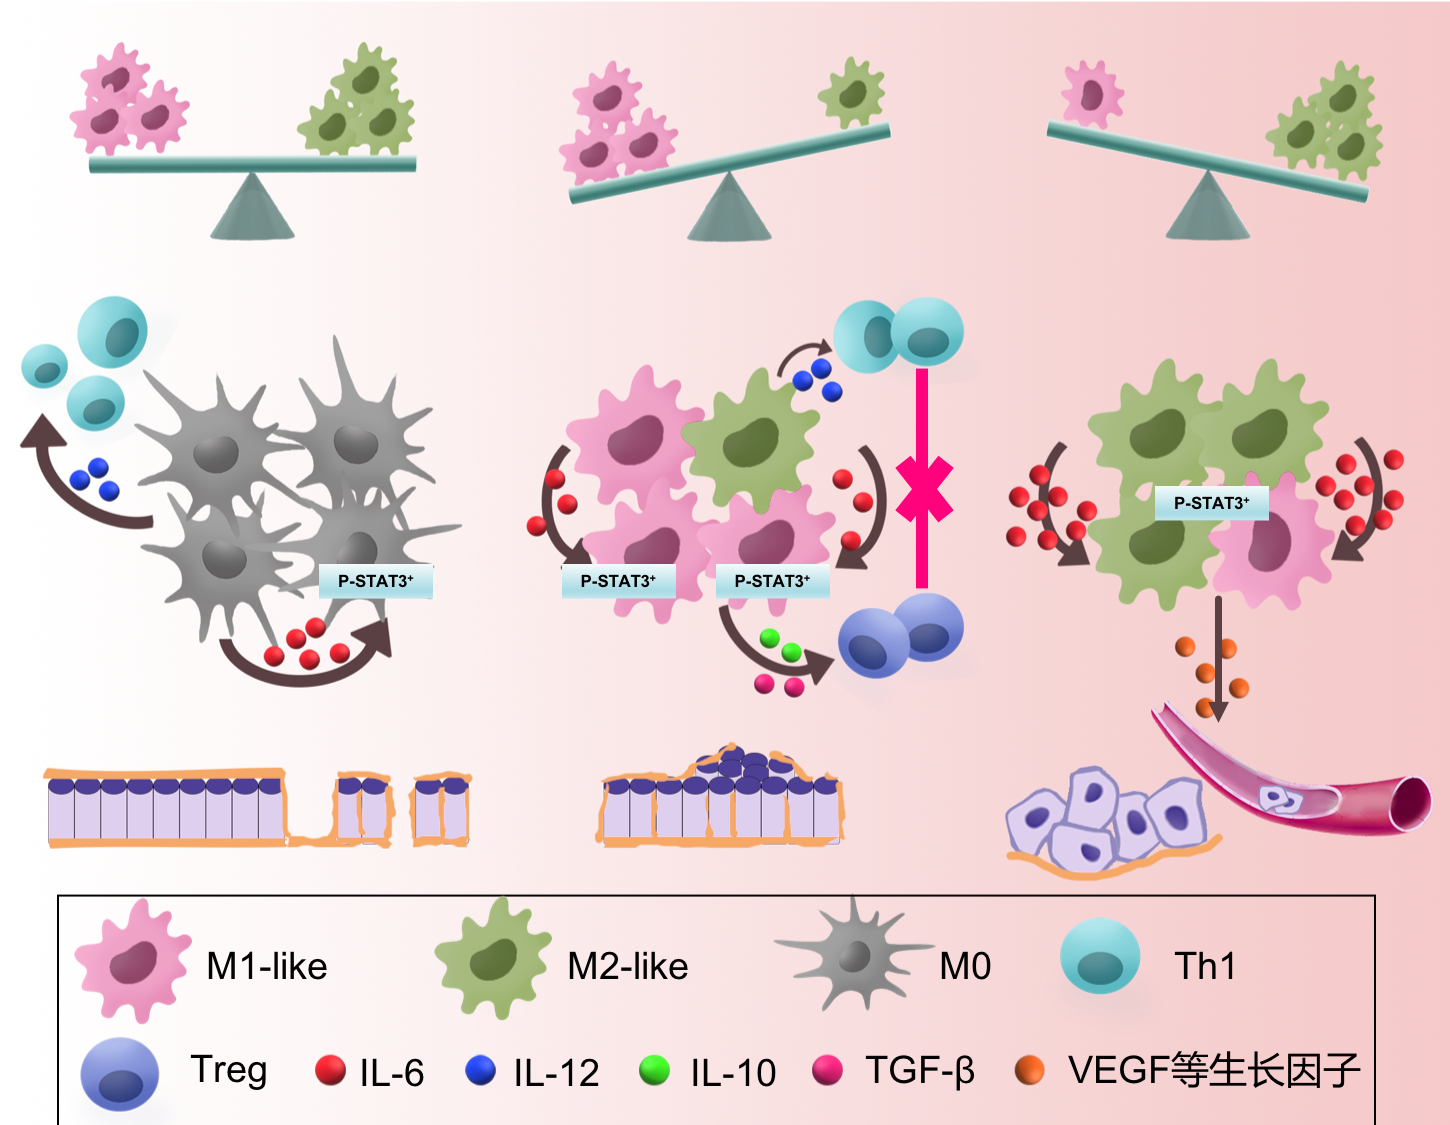 P-STAT3⁺
P-STAT3⁺
P-STAT3⁺
P-STAT3⁺
M1-like
M2-like
M0
Th1
Treg
IL-6
IL-12
IL-10
TGF-β
VEGF等生长因子